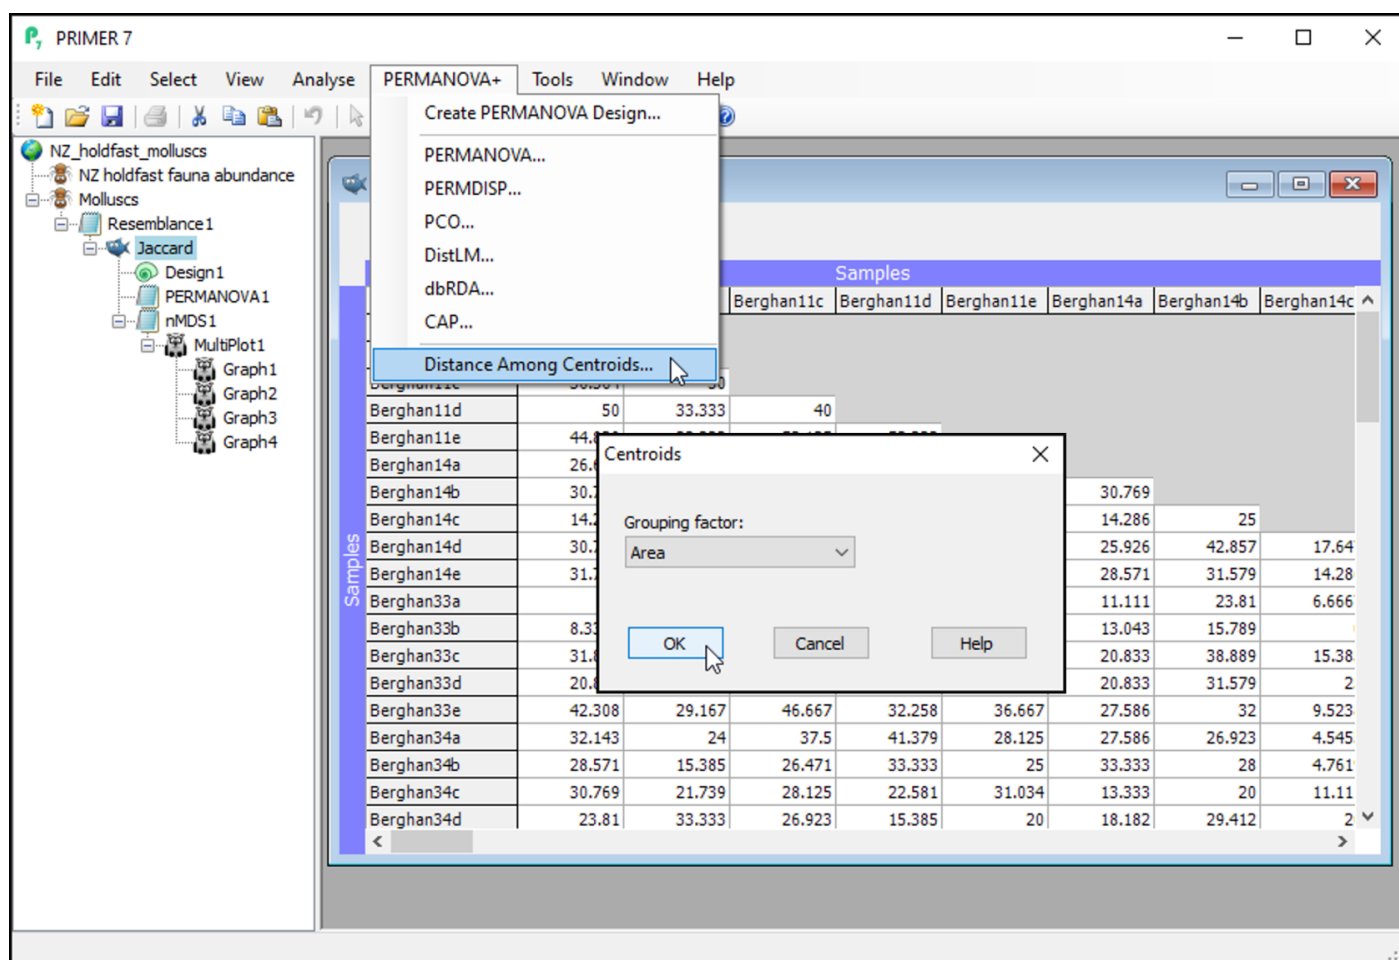 PRIMER 7
File Edit Select View Analyse PERMANOVA+ Tools Window Help
Create PERMANOVA Design...
PERMANOVA...
PERMDISP...
PCO...
DistLM...
dbRDA...
CAP...
Distance Among Centroids...
NZ_holdfast_molluscs
NZ holdfast fauna abundance
Molluscs
Resemblance1
Jaccard
Design1
PERMANOVA1
nMDS1
MultiPlot1
Graph1
Graph2
Graph3
Graph4
Samples
Berghan11c Berghan11d Berghan11e Berghan14a Berghan14b Berghan14c
Samples
Berghan11d 50 33.333 40
Berghan11e
Berghan14a
Berghan14b 30.769
Berghan14c 14.286 25
Berghan14d 25.926 42.857 17.64
Berghan14e 28.571 31.579 14.28
Berghan33a 11.111 23.81 6.666
Berghan33b 13.043 15.789
Berghan33c 20.833 38.889 15.38
Berghan33d 20.833 31.579 2
Berghan33e 42.308 29.167 46.667 32.258 36.667 27.586 32 9.523
Berghan34a 32.143 24 37.5 41.379 28.125 27.586 26.923 4.545
Berghan34b 28.571 15.385 26.471 33.333 25 33.333 28 4.761
Berghan34c 30.769 21.739 28.125 22.581 31.034 13.333 20 11.11
Berghan34d 23.81 33.333 26.923 15.385 20 18.182 29.412 2
Centroids
Grouping factor:
Area
OK Cancel Help